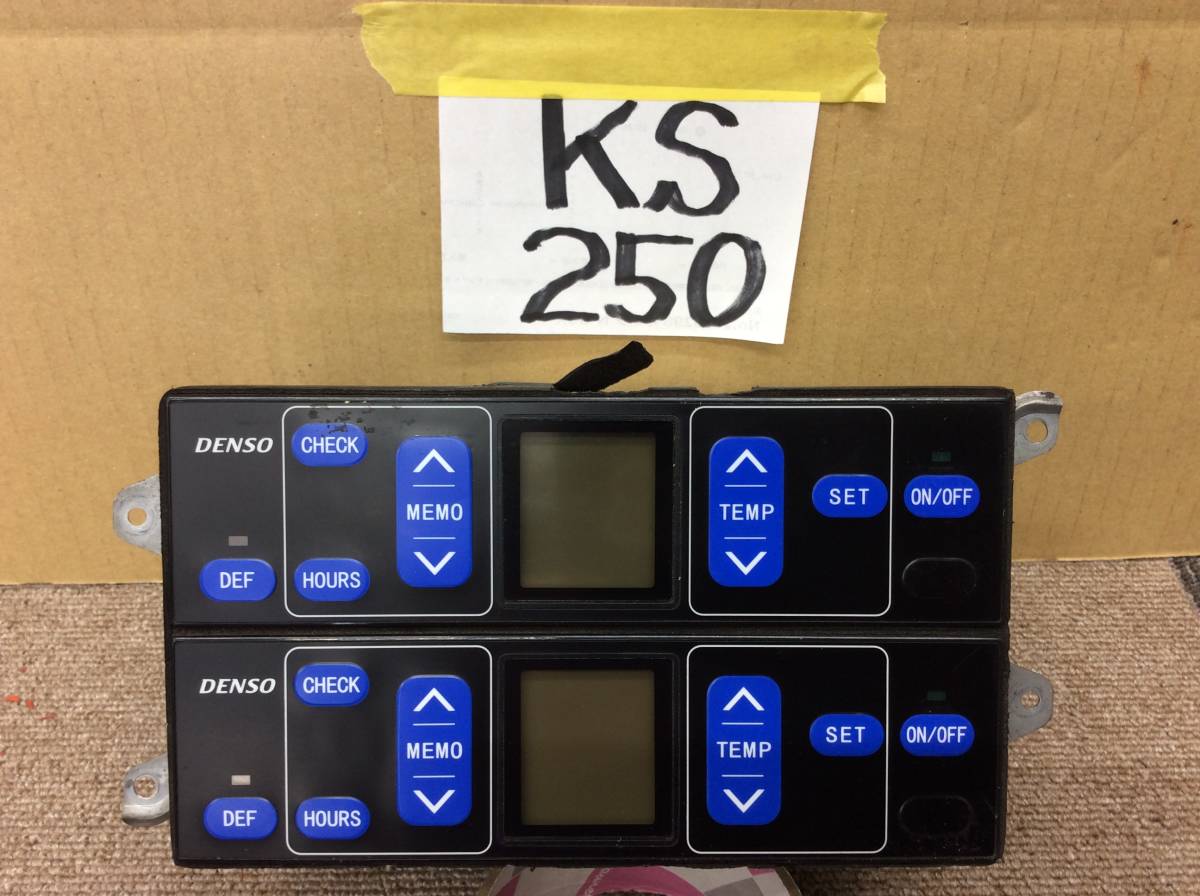 KS
250
DENSO
CHECK
MEMO
TEMP
SET
ON/OFF
DEF
HOURS
DENSO
CHECK
MEMO
TEMP
SET
ON/OFF
DEF
HOURS